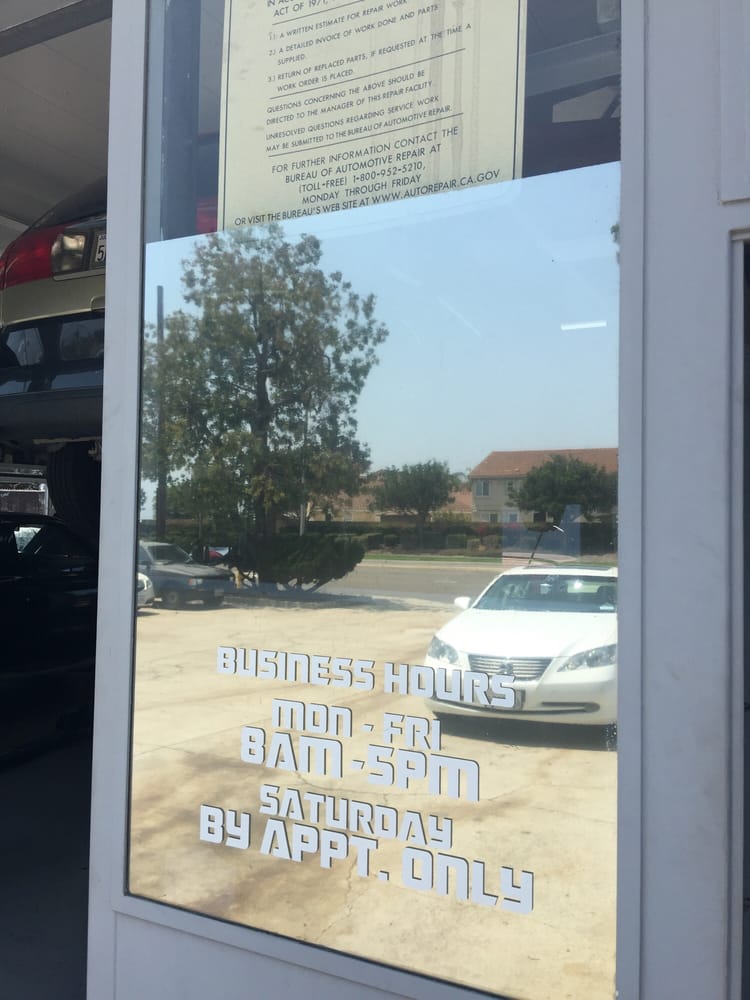 ACT OF 1971,
1.) A WRITTEN ESTIMATE FOR REPAIR WORK
2.) A DETAILED INVOICE OF WORK DONE AND PARTS
SUPPLIED.
3.) RETURN OF REPLACED PARTS, IF REQUESTED AT THE TIME A
WORK ORDER IS PLACED.
QUESTIONS CONCERNING THE ABOVE SHOULD BE
DIRECTED TO THE MANAGER OF THIS REPAIR FACILITY.
UNRESOLVED QUESTIONS REGARDING SERVICE WORK
MAY BE SUBMITTED TO THE BUREAU OF AUTOMOTIVE REPAIR.
FOR FURTHER INFORMATION CONTACT THE
BUREAU OF AUTOMOTIVE REPAIR AT
(TOLL-FREE) 1-800-952-5210,
MONDAY THROUGH FRIDAY
OR VISIT THE BUREAU'S WEB SITE AT WWW.AUTOREPAIR.CA.GOV
BUSINESS HOURS
MON - FRI
8AM - 5PM
SATURDAY
BY APPT. ONLY